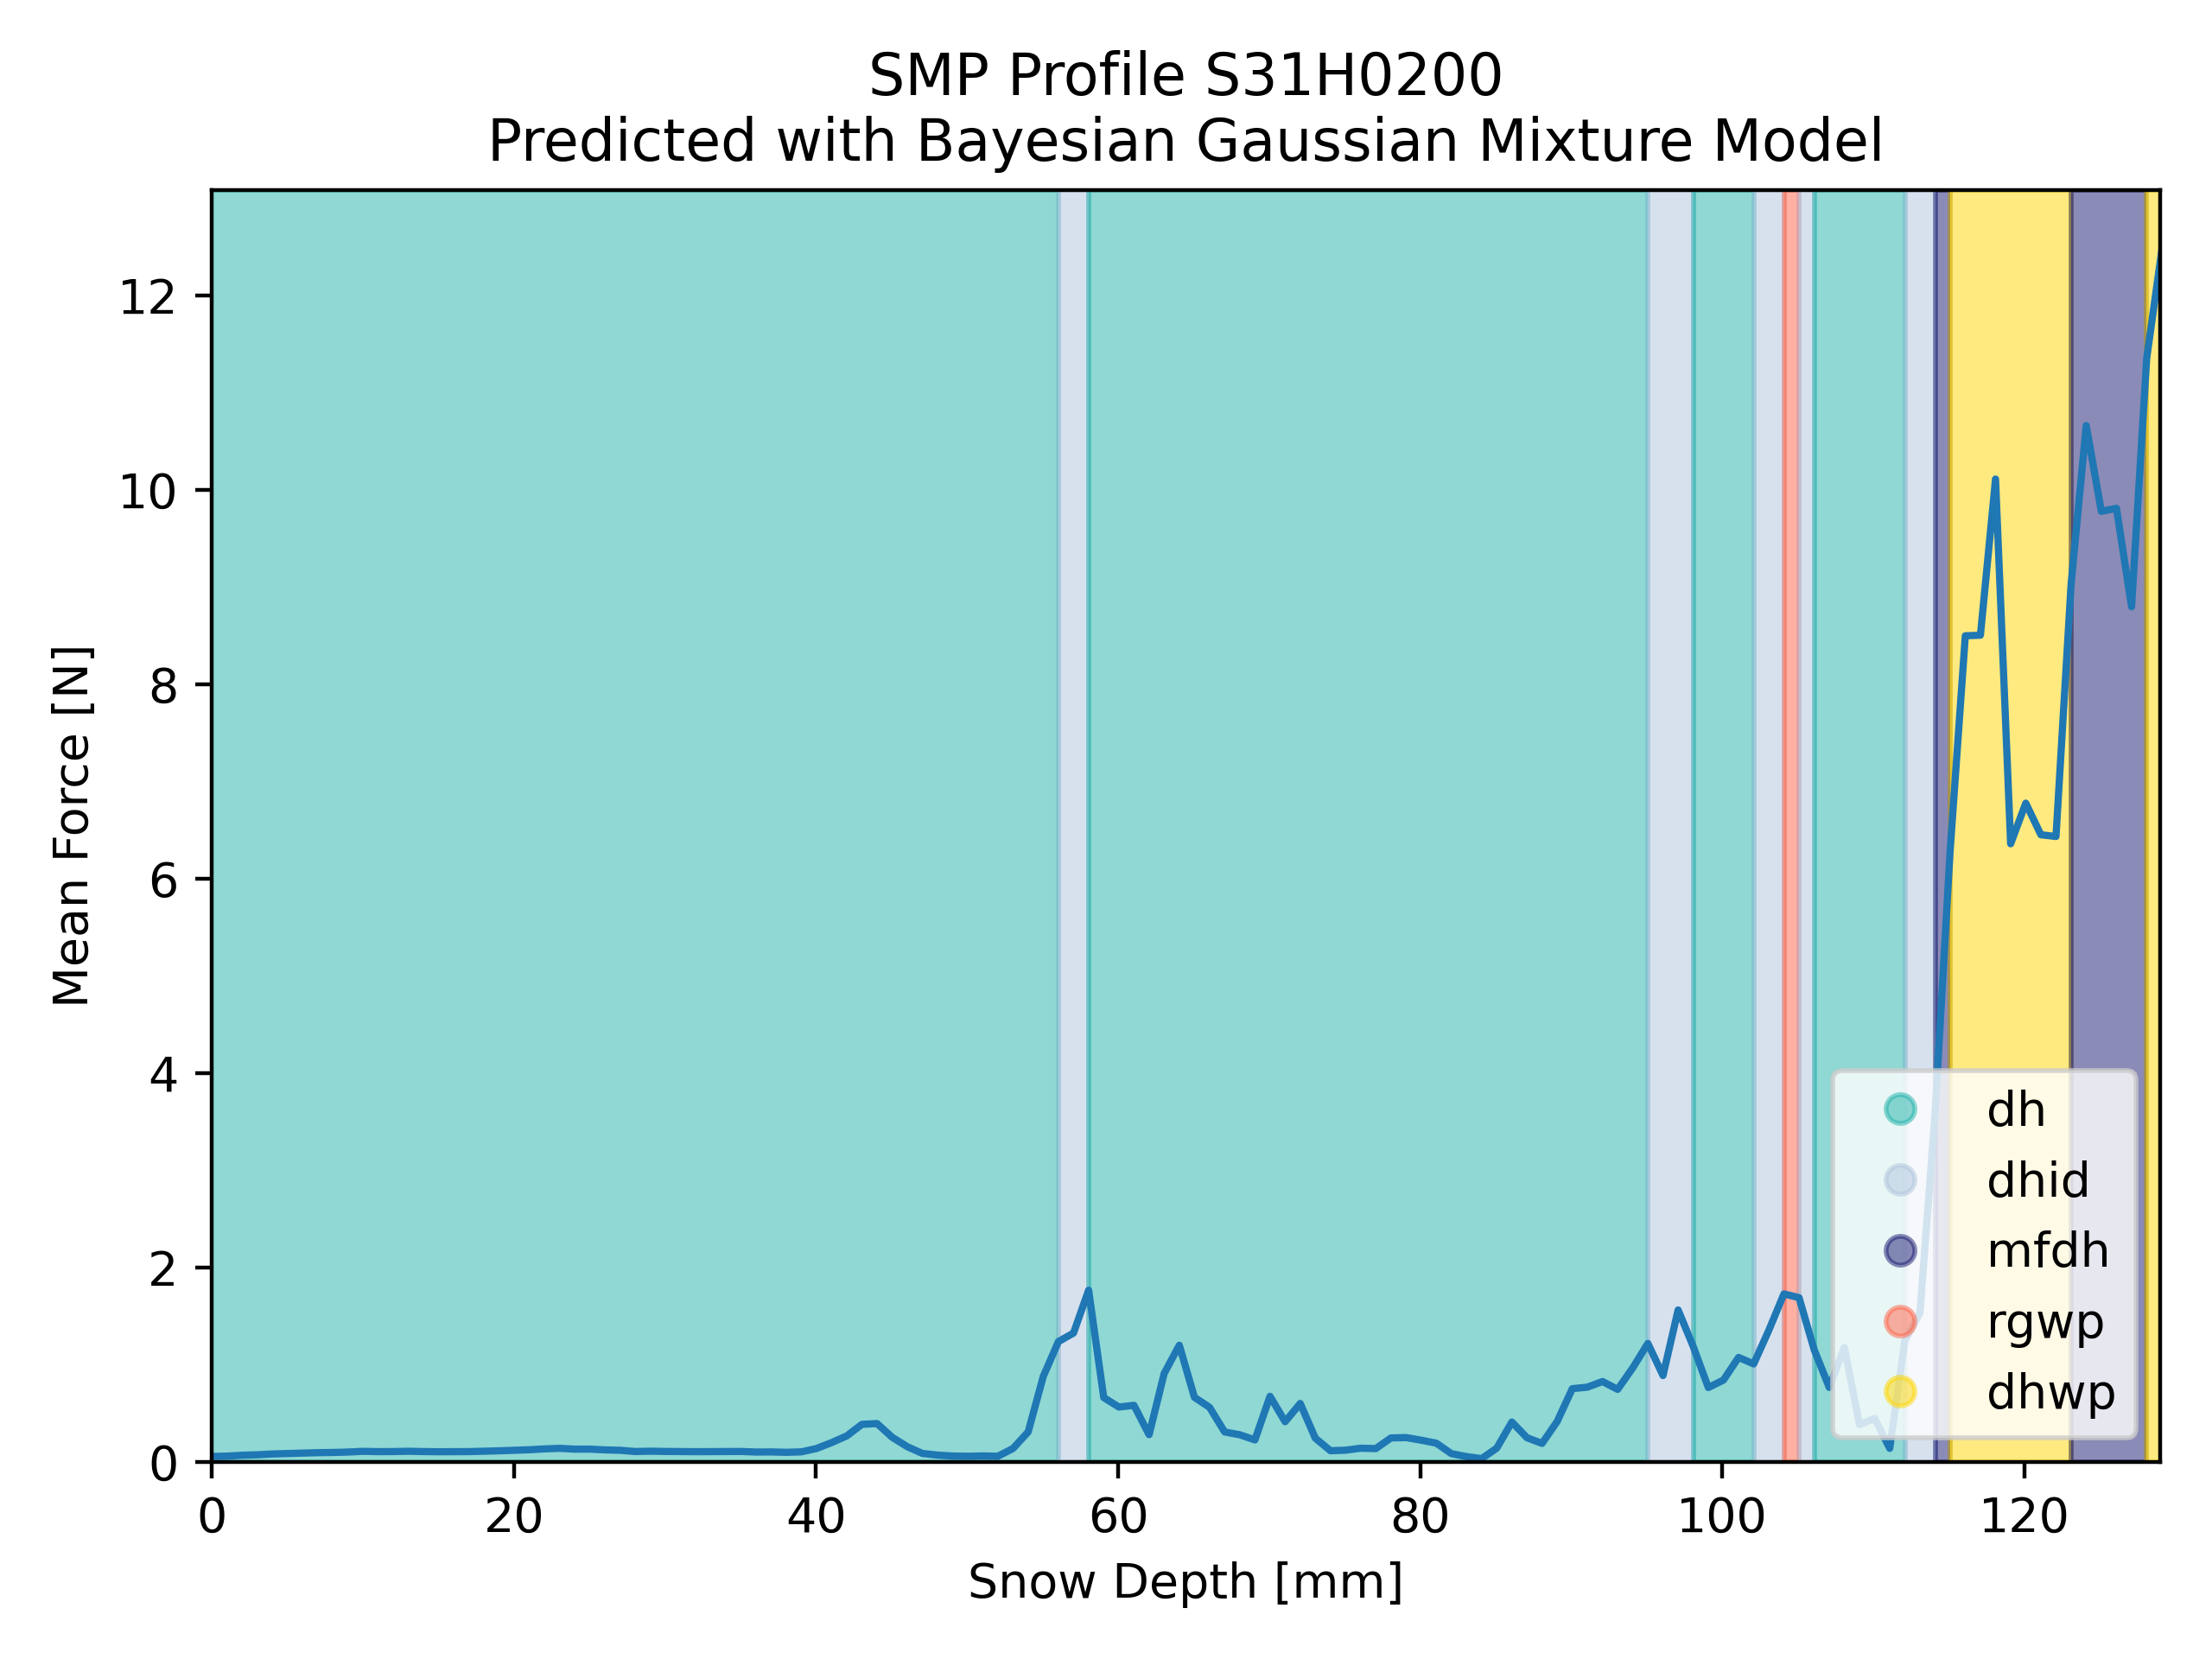 SMP Profile S31H0200
Predicted with Bayesian Gaussian Mixture Model
12
10
8
6
4
2
0
Mean Force [N]
dh
dhid
mfdh
rgwp
dhwp
0 20 40 60 80 100 120
Snow Depth [mm]